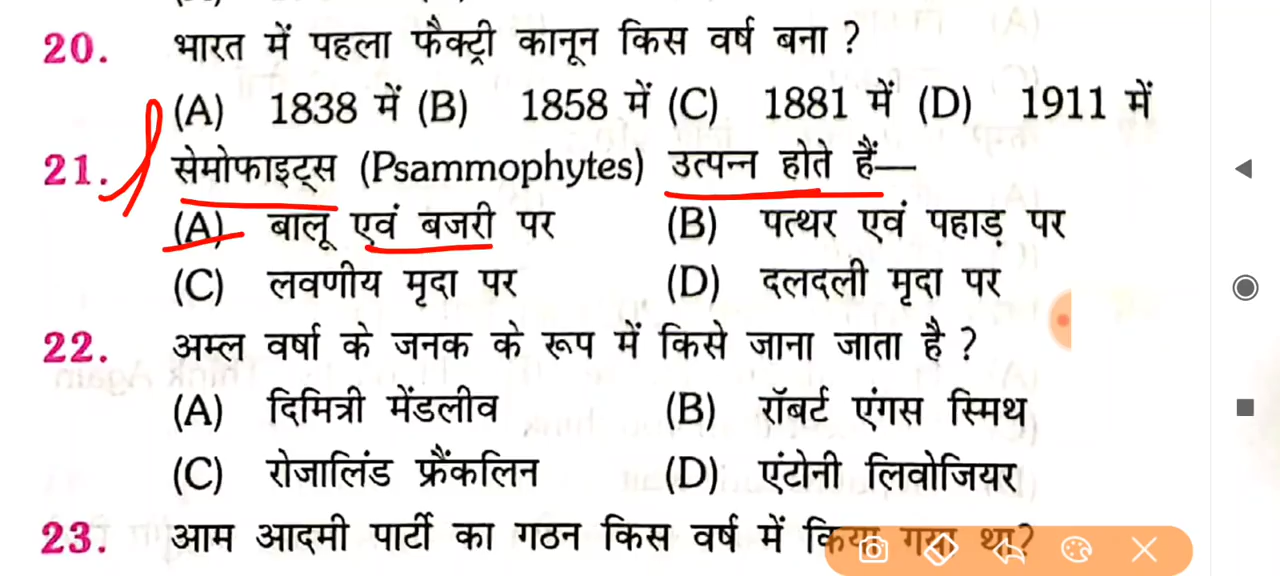 20. भारत में पहला फैक्ट्री कानून किस वर्ष बना ?
(A) 1838 में (B) 1858 में (C) 1881 में (D) 1911 में
21. सेमोफाइट्स (Psammophytes) उत्पन्न होते हैं—
(A) बालू एवं बजरी पर (B) पत्थर एवं पहाड़ पर
(C) लवणीय मृदा पर (D) दलदली मृदा पर
22. अम्ल वर्षा के जनक के रूप में किसे जाना जाता है ?
(A) दिमित्री मेंडलीव (B) रॉबर्ट एंगस स्मिथ
(C) रोजालिंड फ्रैंकलिन (D) एंटोनी लिवोजियर
23. आम आदमी पार्टी का गठन किस वर्ष में किया गया था?